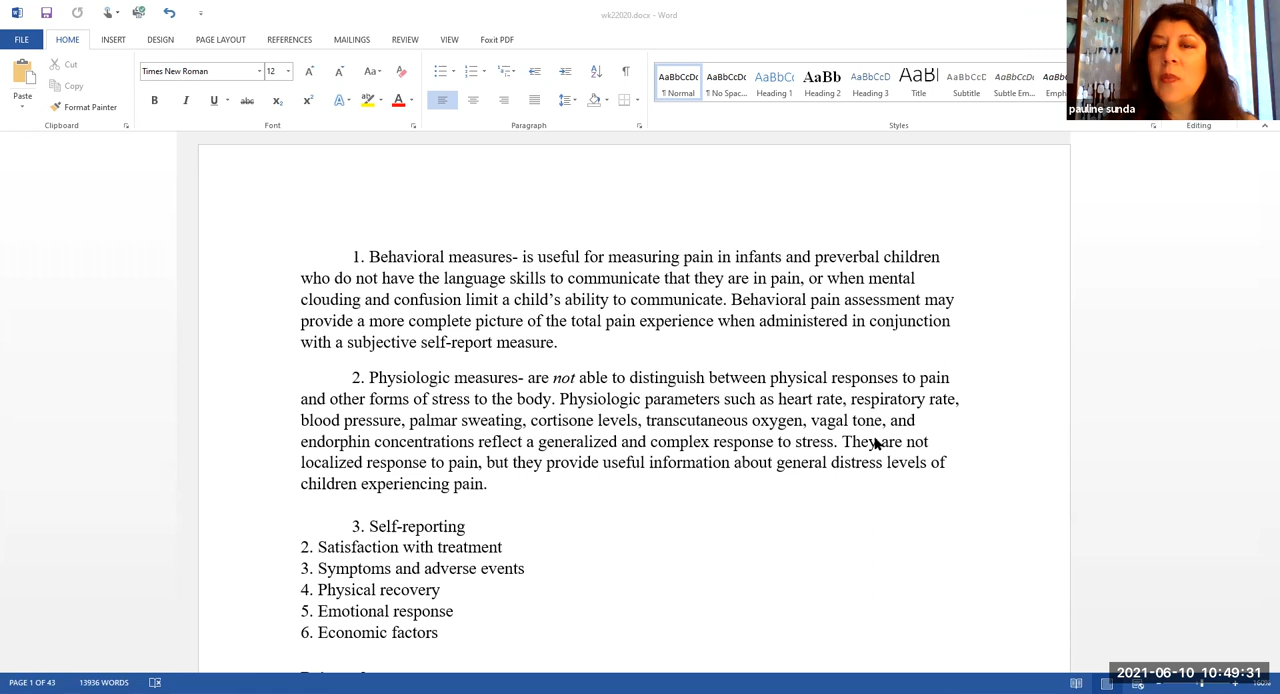 wk22020.docx - Word
pauline sunda
FILE HOME INSERT DESIGN PAGE LAYOUT REFERENCES MAILINGS REVIEW VIEW Foxit PDF
Paste
Cut
Copy
Format Painter
Clipboard
Times New Roman 12
Font
Paragraph
AaBbCcDc AaBbCcDc AaBbCc AaBb AaBbCcD AaB AaBbCcD AaBbCcDc AaBb
¶ Normal ¶ No Spac... Heading 1 Heading 2 Heading 3 Title Subtitle Subtle Em... Emph
Styles
Editing
1. Behavioral measures- is useful for measuring pain in infants and preverbal children
who do not have the language skills to communicate that they are in pain, or when mental
clouding and confusion limit a child’s ability to communicate. Behavioral pain assessment may
provide a more complete picture of the total pain experience when administered in conjunction
with a subjective self-report measure.
2. Physiologic measures- are not able to distinguish between physical responses to pain
and other forms of stress to the body. Physiologic parameters such as heart rate, respiratory rate,
blood pressure, palmar sweating, cortisone levels, transcutaneous oxygen, vagal tone, and
endorphin concentrations reflect a generalized and complex response to stress. They are not
localized response to pain, but they provide useful information about general distress levels of
children experiencing pain.
3. Self-reporting
2. Satisfaction with treatment
3. Symptoms and adverse events
4. Physical recovery
5. Emotional response
6. Economic factors
PAGE 1 OF 43 13936 WORDS
2021-06-10 10:49:31